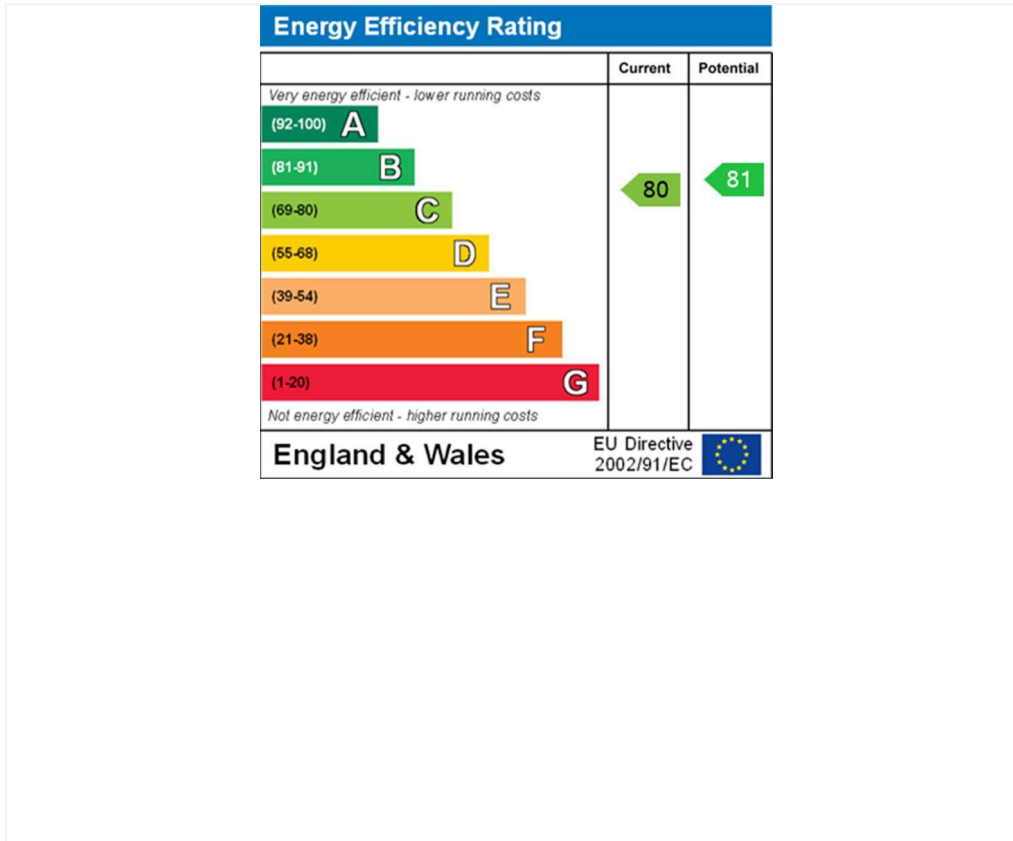 Energy Efficiency Rating
Current Potential
Very energy efficient - lower running costs
(92-100) A
(81-91) B
(69-80) C
(55-68) D
(39-54) E
(21-38) F
(1-20) G
80
81
Not energy efficient - higher running costs
England & Wales
EU Directive
2002/91/EC